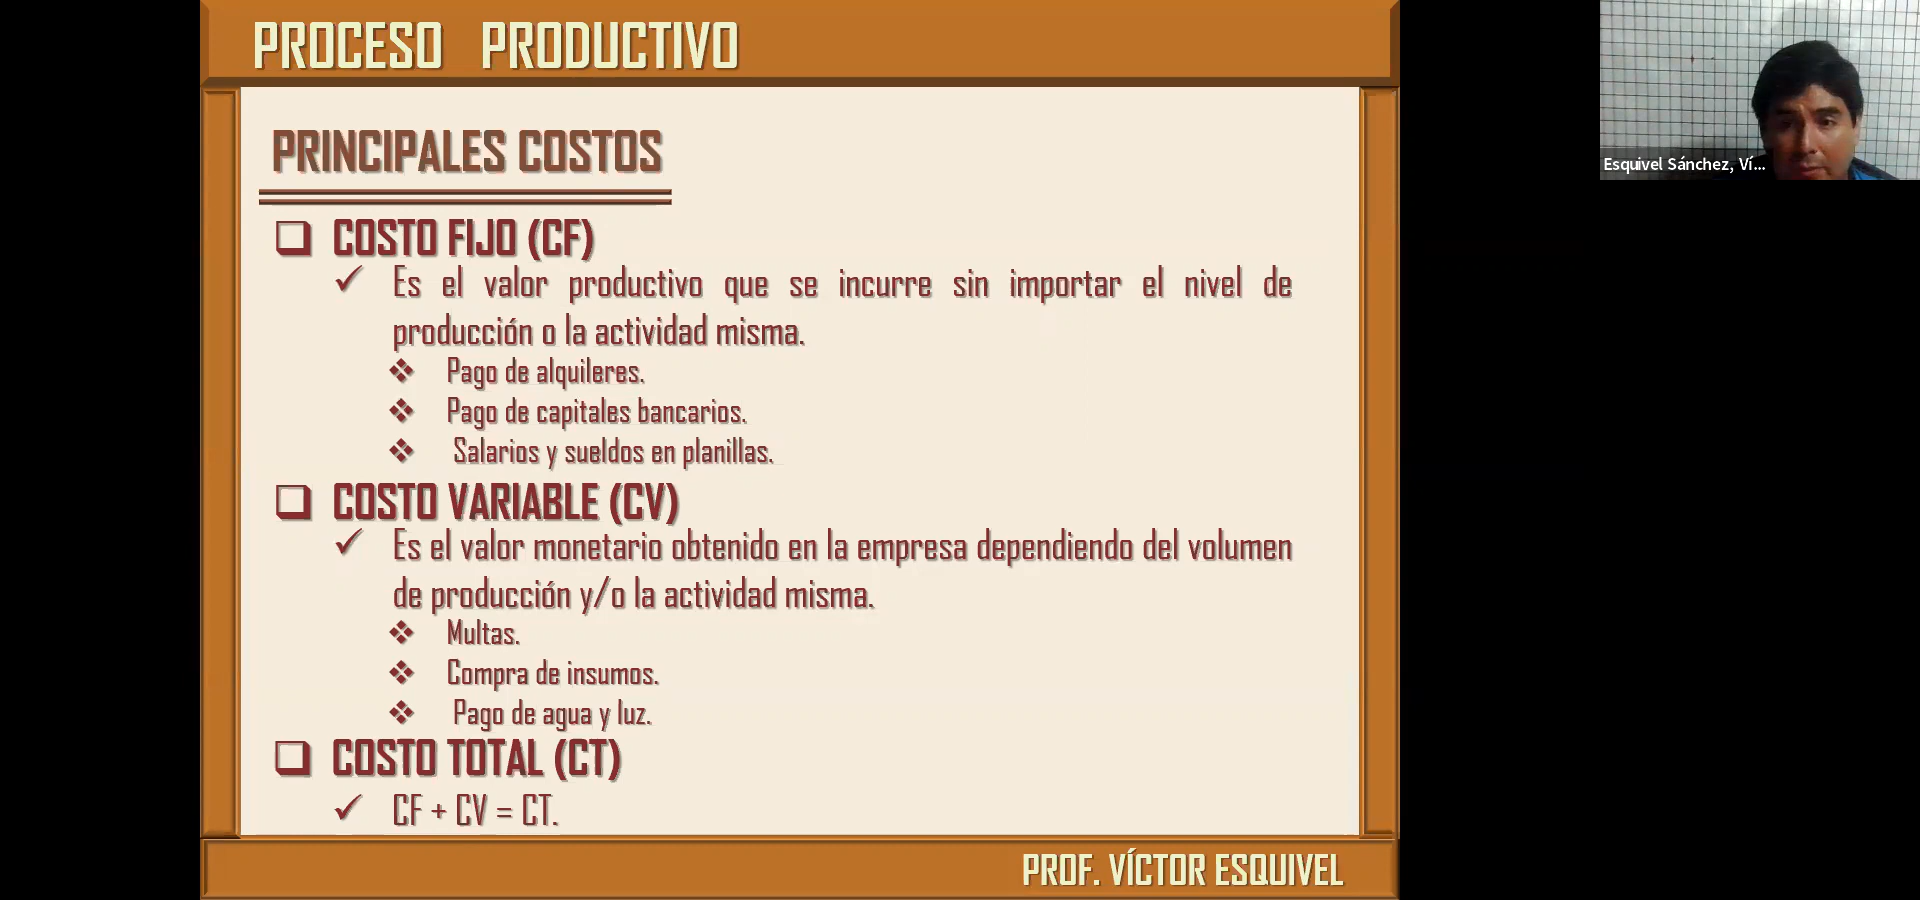 PROCESO PRODUCTIVO
PRINCIPALES COSTOS
COSTO FIJO (CF)
Es el valor productivo que se incurre sin importar el nivel de
producción o la actividad misma.
Pago de alquileres.
Pago de capitales bancarios.
Salarios y sueldos en planillas.
COSTO VARIABLE (CV)
Es el valor monetario obtenido en la empresa dependiendo del volumen
de producción y/o la actividad misma.
Multas.
Compra de insumos.
Pago de agua y luz.
COSTO TOTAL (CT)
CF + CV = CT.
PROF. VÍCTOR ESQUIVEL
Esquivel Sánchez, Ví...